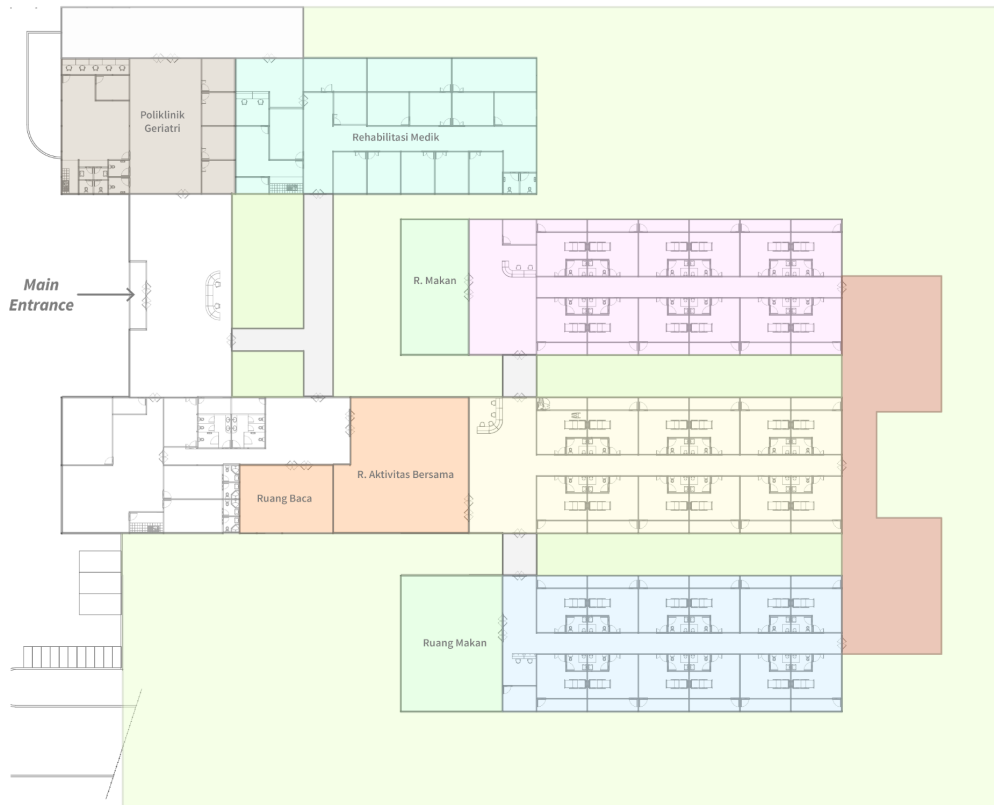 Poliklinik
Geriatri
Rehabilitasi Medik
R. Makan
Main
Entrance
R. Aktivitas Bersama
Ruang Baca
Ruang Makan